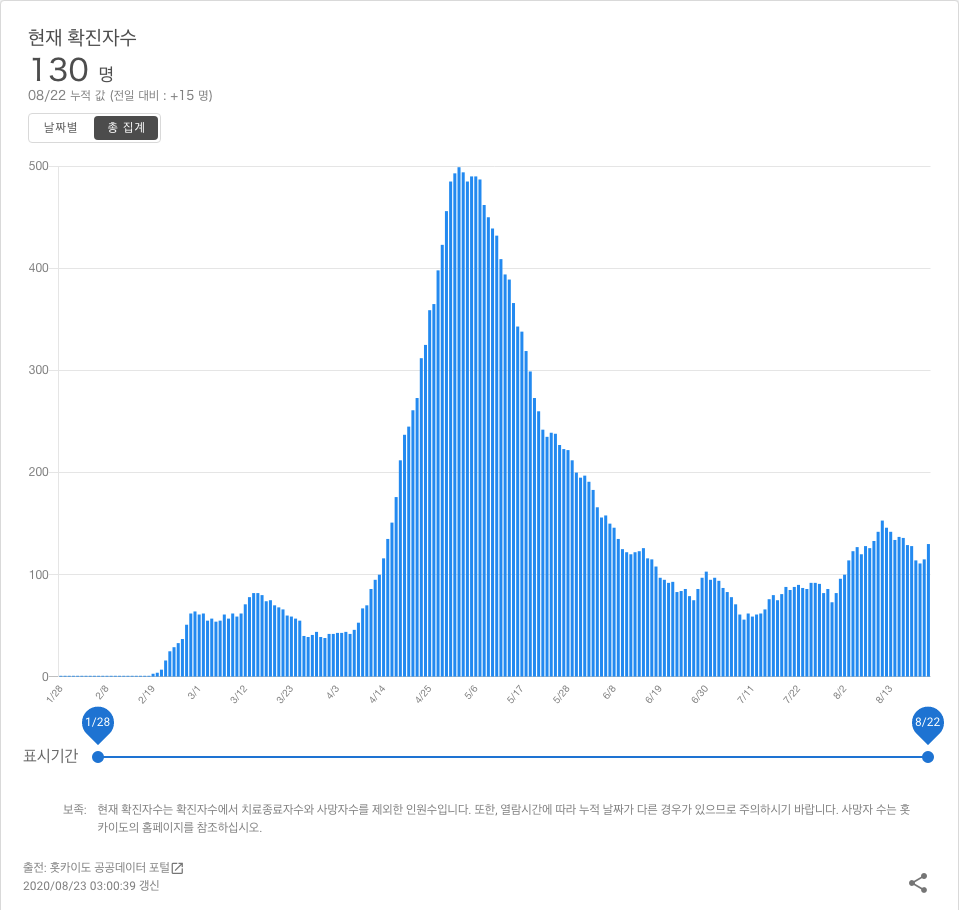 현재 확진자수
130 명
08/22 누적 값 (전일 대비 : +15 명)
날짜별 총 집계
500
400
300
200
100
0
1/28 2/8 2/19 3/1 3/12 3/23 4/3 4/14 4/25 5/6 5/17 5/28 6/8 6/19 6/30 7/11 7/22 8/2 8/13
1/28 8/22
표시기간
보족: 현재 확진자수는 확진자수에서 치료종료자수와 사망자수를 제외한 인원수입니다. 또한, 열람시간에 따라 누적 날짜가 다른 경우가 있으므로 주의하시기 바랍니다. 사망자 수는 홋
카이도의 홈페이지를 참조하십시오.
출전: 홋카이도 공공데이터 포털
2020/08/23 03:00:39 갱신